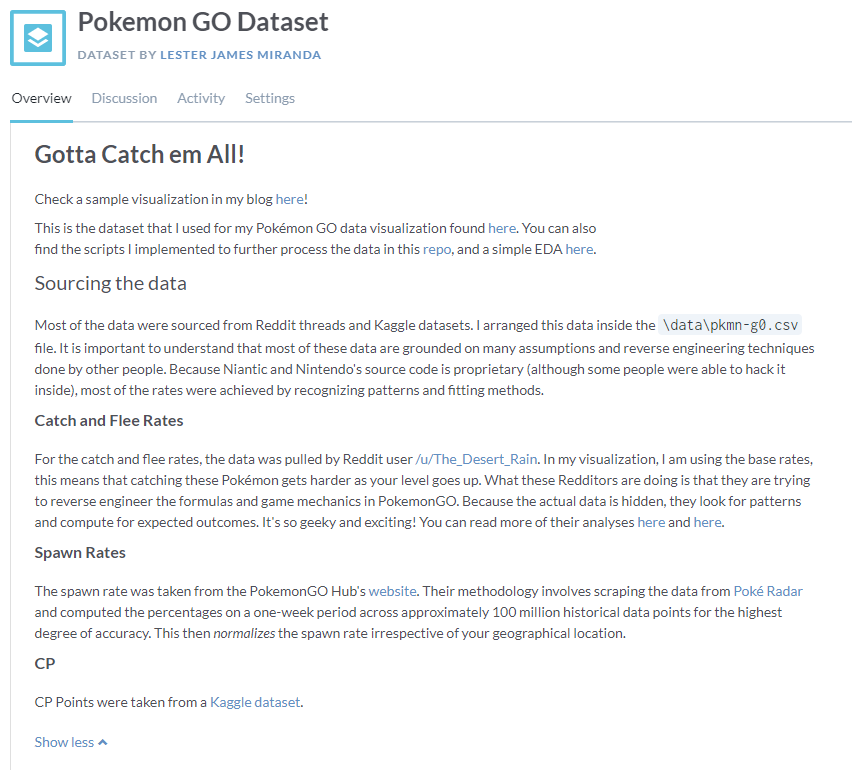 Pokemon GO Dataset
DATASET BY LESTER JAMES MIRANDA
Overview Discussion Activity Settings
Gotta Catch em All!
Check a sample visualization in my blog here!
This is the dataset that I used for my Pokémon GO data visualization found here. You can also
find the scripts I implemented to further process the data in this repo, and a simple EDA here.
Sourcing the data
Most of the data were sourced from Reddit threads and Kaggle datasets. I arranged this data inside the \data\pkmn-g0.csv
file. It is important to understand that most of these data are grounded on many assumptions and reverse engineering techniques
done by other people. Because Niantic and Nintendo's source code is proprietary (although some people were able to hack it
inside), most of the rates were achieved by recognizing patterns and fitting methods.
Catch and Flee Rates
For the catch and flee rates, the data was pulled by Reddit user /u/The_Desert_Rain. In my visualization, I am using the base rates,
this means that catching these Pokémon gets harder as your level goes up. What these Redditors are doing is that they are trying
to reverse engineer the formulas and game mechanics in PokemonGO. Because the actual data is hidden, they look for patterns
and compute for expected outcomes. It's so geeky and exciting! You can read more of their analyses here and here.
Spawn Rates
The spawn rate was taken from the PokemonGO Hub's website. Their methodology involves scraping the data from Poké Radar
and computed the percentages on a one-week period across approximately 100 million historical data points for the highest
degree of accuracy. This then normalizes the spawn rate irrespective of your geographical location.
CP
CP Points were taken from a Kaggle dataset.
Show less